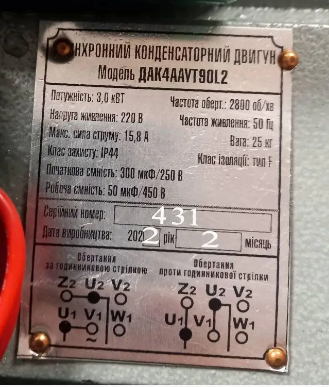 АСИНХРОННИЙ КОНДЕНСАТОРНИЙ ДВИГУН
Модель ДАК4ААУТ90L2
Потужність: 3,0 кВТ Частота оберт.: 2800 об/хв
Напруга живлення: 220 В Частота живлення: 50 Гц
Макс. сила струму: 15,8 А Вага: 25 кг
Клас захисту: IP44 Клас ізоляції: тип F
Початкова ємність: 300 мкФ/250 В
Робоча ємність: 50 мкФ/450 В
Серійний номер: 431
Дата виробництва: 202 2 рік 2 місяць
Обертання за годинниковою стрілкою
Обертання проти годинникової стрілки
Z2 U2 V2
U1 V1 W1
~
Z2 U2 V2
U1 V1 W1